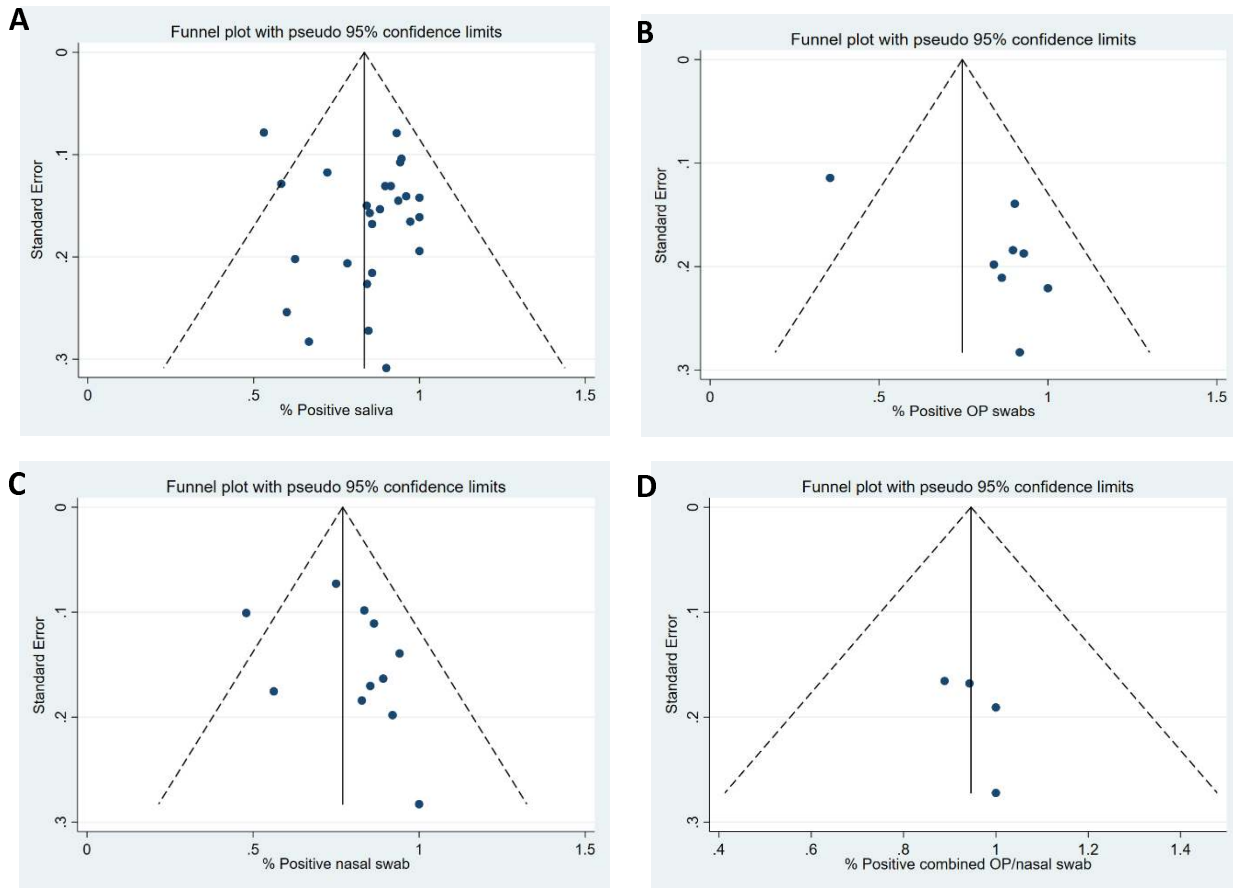 A
Funnel plot with pseudo 95% confidence limits
0
.1
.2
.3
Standard Error
0
.5
1
1.5
% Positive saliva
B
Funnel plot with pseudo 95% confidence limits
0
.1
.2
.3
Standard Error
0
.5
1
1.5
% Positive OP swabs
C
Funnel plot with pseudo 95% confidence limits
0
.1
.2
.3
Standard Error
0
.5
1
1.5
% Positive nasal swab
D
Funnel plot with pseudo 95% confidence limits
0
.1
.2
.3
Standard Error
.4
.6
.8
1
1.2
1.4
% Positive combined OP/nasal swab